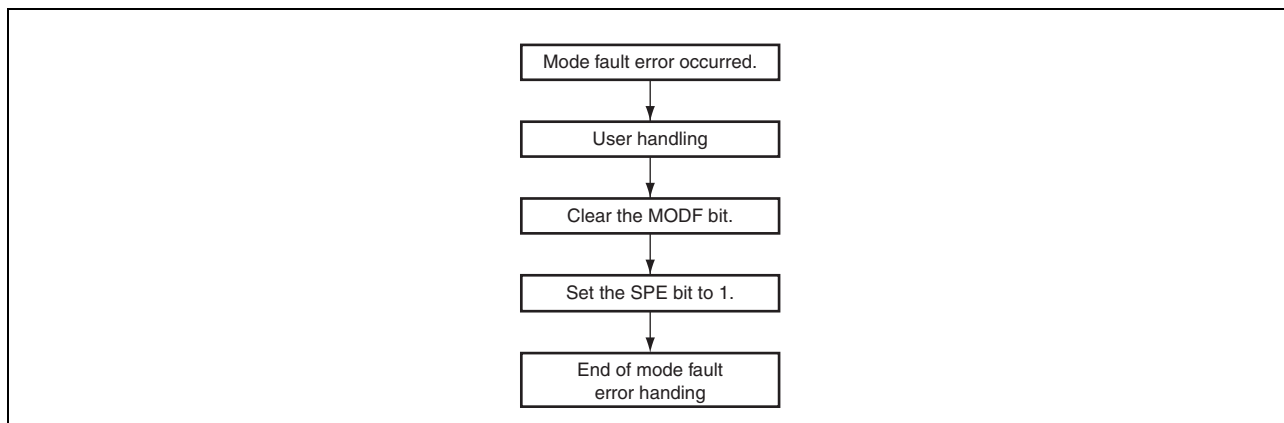 Mode fault error occurred.
User handling
Clear the MODF bit.
Set the SPE bit to 1.
End of mode fault
error handing